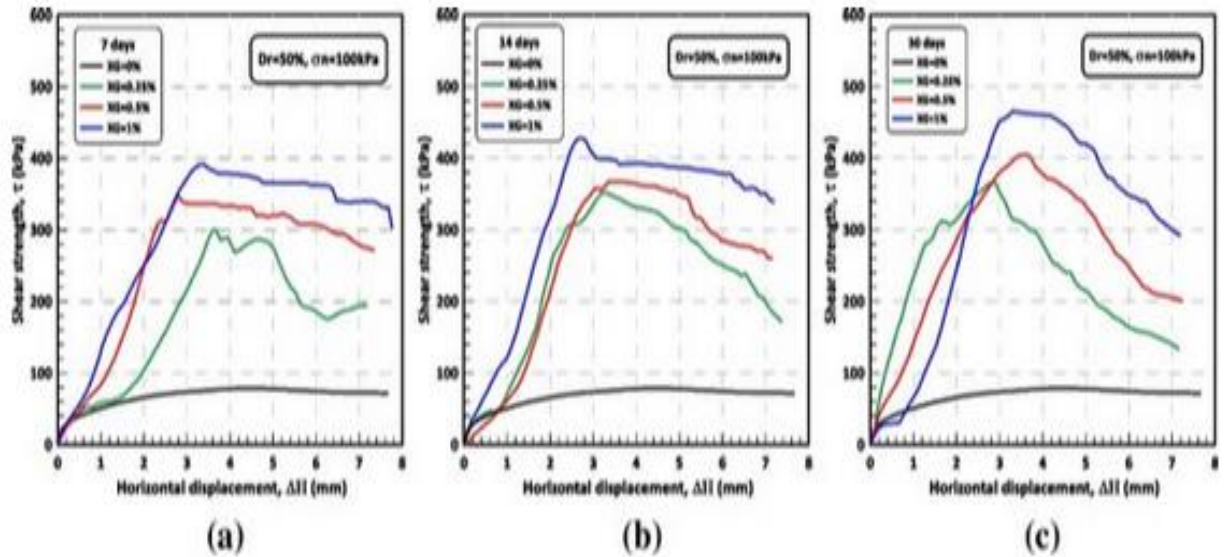 600
500
400
300
200
100
0
Shear strength, τ (kPa)
7 days
XG=0%
XG=0.25%
XG=0.5%
XG=1%
Dr=50%, σn=100kPa
0 1 2 3 4 5 6 7 8
Horizontal displacement, ΔH (mm)
(a)
600
500
400
300
200
100
0
Shear strength, τ (kPa)
14 days
XG=0%
XG=0.25%
XG=0.5%
XG=1%
Dr=50%, σn=100kPa
0 1 2 3 4 5 6 7 8
Horizontal displacement, ΔH (mm)
(b)
600
500
400
300
200
100
0
Shear strength, τ (kPa)
XG=0%
XG=0.5%
XG=1%
Dr=50%, σn=100kPa
0 1 2 3 4 5 6 7 8
Horizontal displacement, ΔH (mm)
(c)